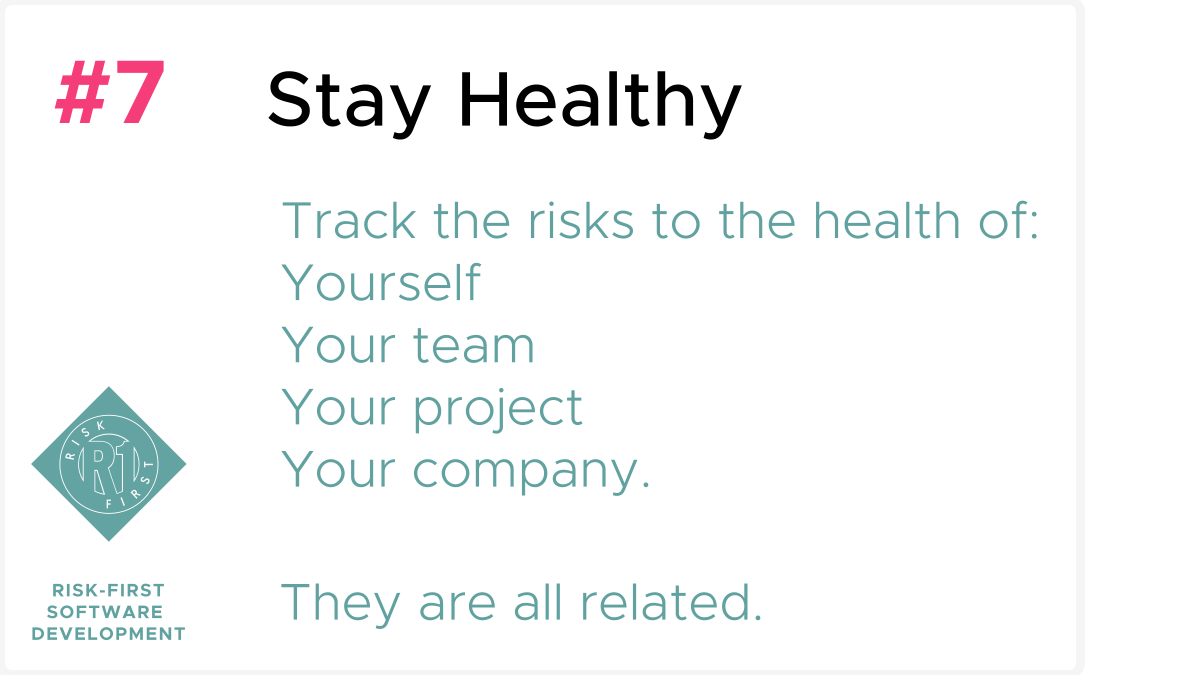 #7
Stay Healthy
Track the risks to the health of:
Yourself
Your team
Your project
Your company.
They are all related.
RISK
R1
FIRST
RISK-FIRST
SOFTWARE
DEVELOPMENT